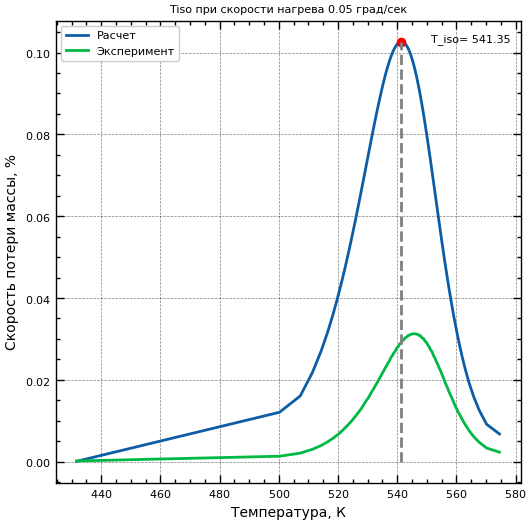 Tiso при скорости нагрева 0.05 град/сек
Расчет
Эксперимент
T_iso= 541.35
Скорость потери массы, %
0.10
0.08
0.06
0.04
0.02
0.00
440 460 480 500 520 540 560 580
Температура, К